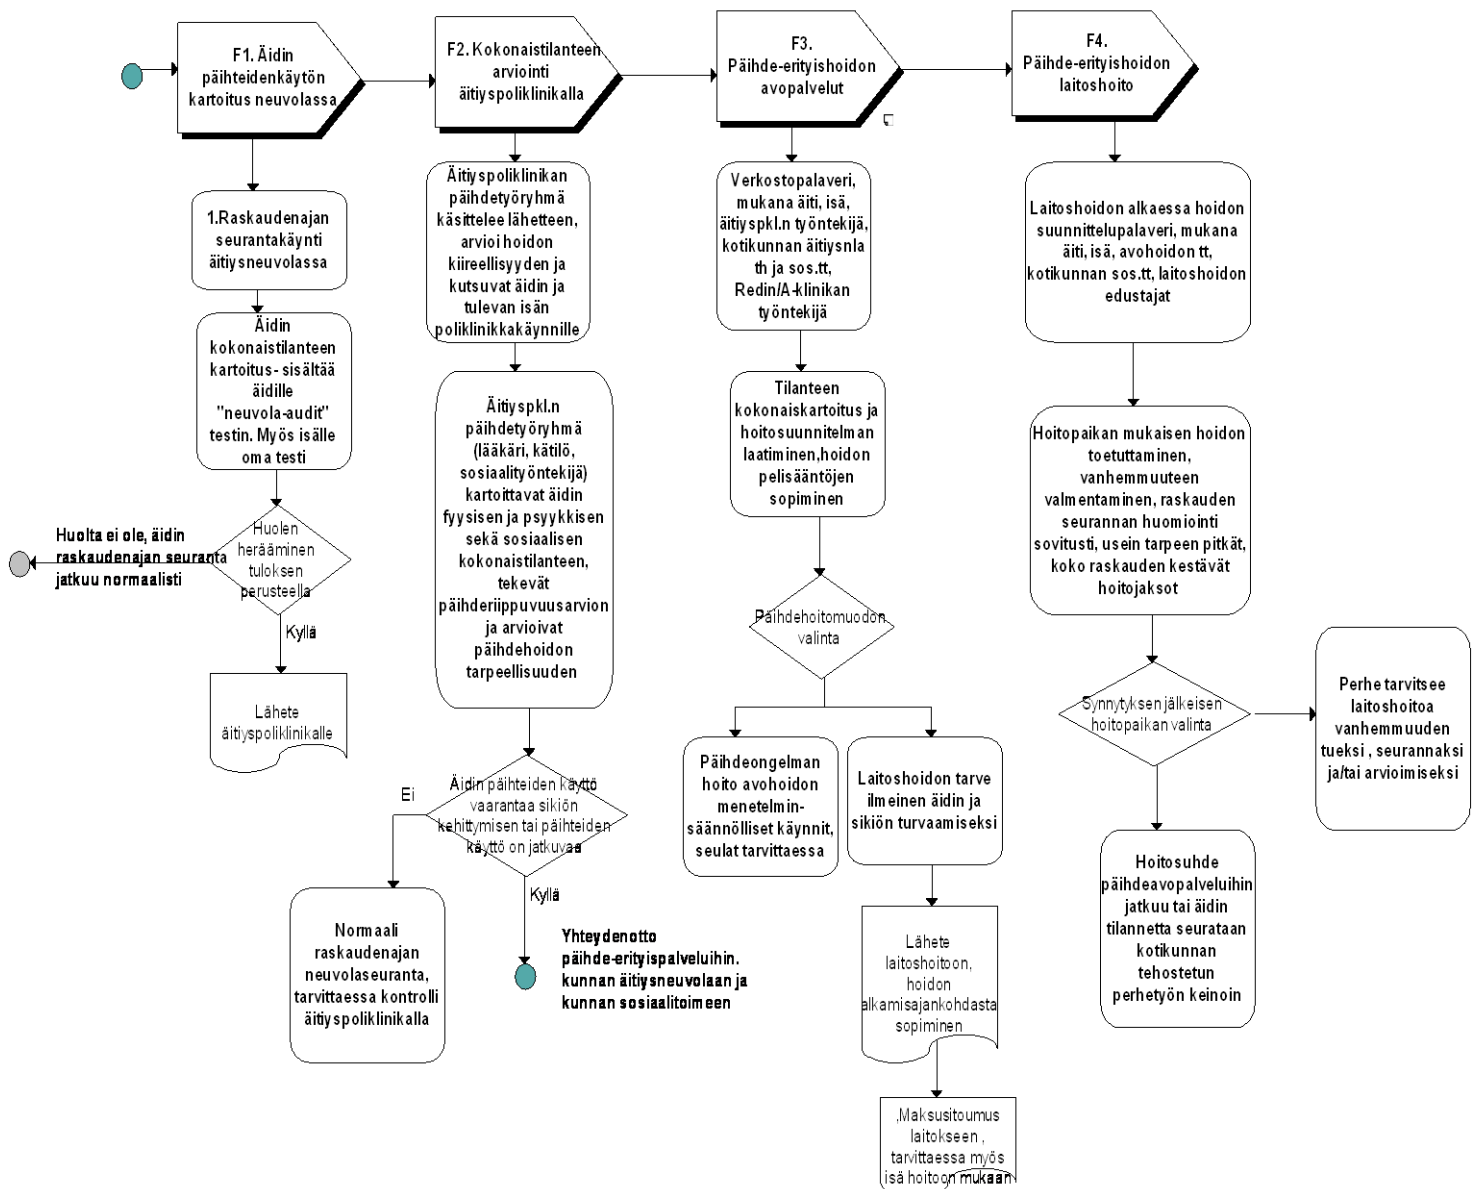 F1. Äidin
päihteidenkäytön
kartoitus neuvolassa
F2. Kokonaistilanteen
arviointi
äitiyspoliklinikalla
F3.
Päihde-erityishoidon
avopalvelut
F4.
Päihde-erityishoidon
laitoshoito
1.Raskaudenajan
seurantakäynti
äitiysneuvolassa
Äidin
kokonaistilanteen
kartoitus- sisältää
äidille
"neuvola-audit"
testin. Myös isälle
oma testi
Huolen
herääminen
tuloksen
perusteella
Huolta ei ole, äidin
raskaudenajan seuranta
jatkuu normaalisti
Kyllä
Lähete
äitiyspoliklinikalle
Äitiyspoliklinikan
päihdetyöryhmä
käsittelee lähetteen,
arvioi hoidon
kiireellisyyden ja
kutsuvat äidin ja
tulevan isän
poliklinikkakäynnille
Äitiyspkl.n
päihdetyöryhmä
(lääkäri, kätilö,
sosiaalityöntekijä)
kartoittavat äidin
fyysisen ja psyykkisen
sekä sosiaalisen
kokonaistilanteen,
tekevät
päihderiippuvuusarvion
ja arvioivat
päihdehoidon
tarpeellisuuden
Äidin päihteiden käyttö
vaarantaa sikiön
kehittymisen tai päihteiden
käyttö on jatkuvaa
Ei
Normaali
raskaudenajan
neuvolaseuranta,
tarvittaessa kontrolli
äitiyspoliklinikalla
Kyllä
Yhteydenotto
päihde-erityispalveluihin.
kunnan äitiysneuvolaan ja
kunnan sosiaalitoimeen
Verkostopalaveri,
mukana äiti, isä,
äitiyspkl.n työntekijä,
kotikunnan äitiysnla
th ja sos.tt,
Redin/A-klinikan
työntekijä
Tilanteen
kokonaiskartoitus ja
hoitosuunnitelman
laatiminen,hoidon
pelisääntöjen
sopiminen
Päihdehoitomuodon
valinta
Päihdeongelman
hoito avohoidon
menetelmin-
säännölliset käynnit,
seulat tarvittaessa
Laitoshoidon tarve
ilmeinen äidin ja
sikiön turvaamiseksi
Lähete
laitoshoitoon,
hoidon
alkamisajankohdasta
sopiminen
,Maksusitoumus
laitokseen ,
tarvittaessa myös
isä hoitoon mukaan
Laitoshoidon alkaessa hoidon
suunnittelupalaveri, mukana
äiti, isä, avohoidon tt,
kotikunnan sos.tt, laitoshoidon
edustajat
Hoitopaikan mukaisen hoidon
toetuttaminen,
vanhemmuuteen
valmentaminen, raskauden
seurannan huomiointi
sovitusti, usein tarpeen pitkät,
koko raskauden kestävät
hoitojaksot
Synnytyksen jälkeisen
hoitopaikan valinta
Perhe tarvitsee
laitoshoitoa
vanhemmuuden
tueksi , seurannaksi
ja/tai arvioimiseksi
Hoitosuhde
päihdeavopalveluihin
jatkuu tai äidin
tilannetta seurataan
kotikunnan
tehostetun
perhetyön keinoin